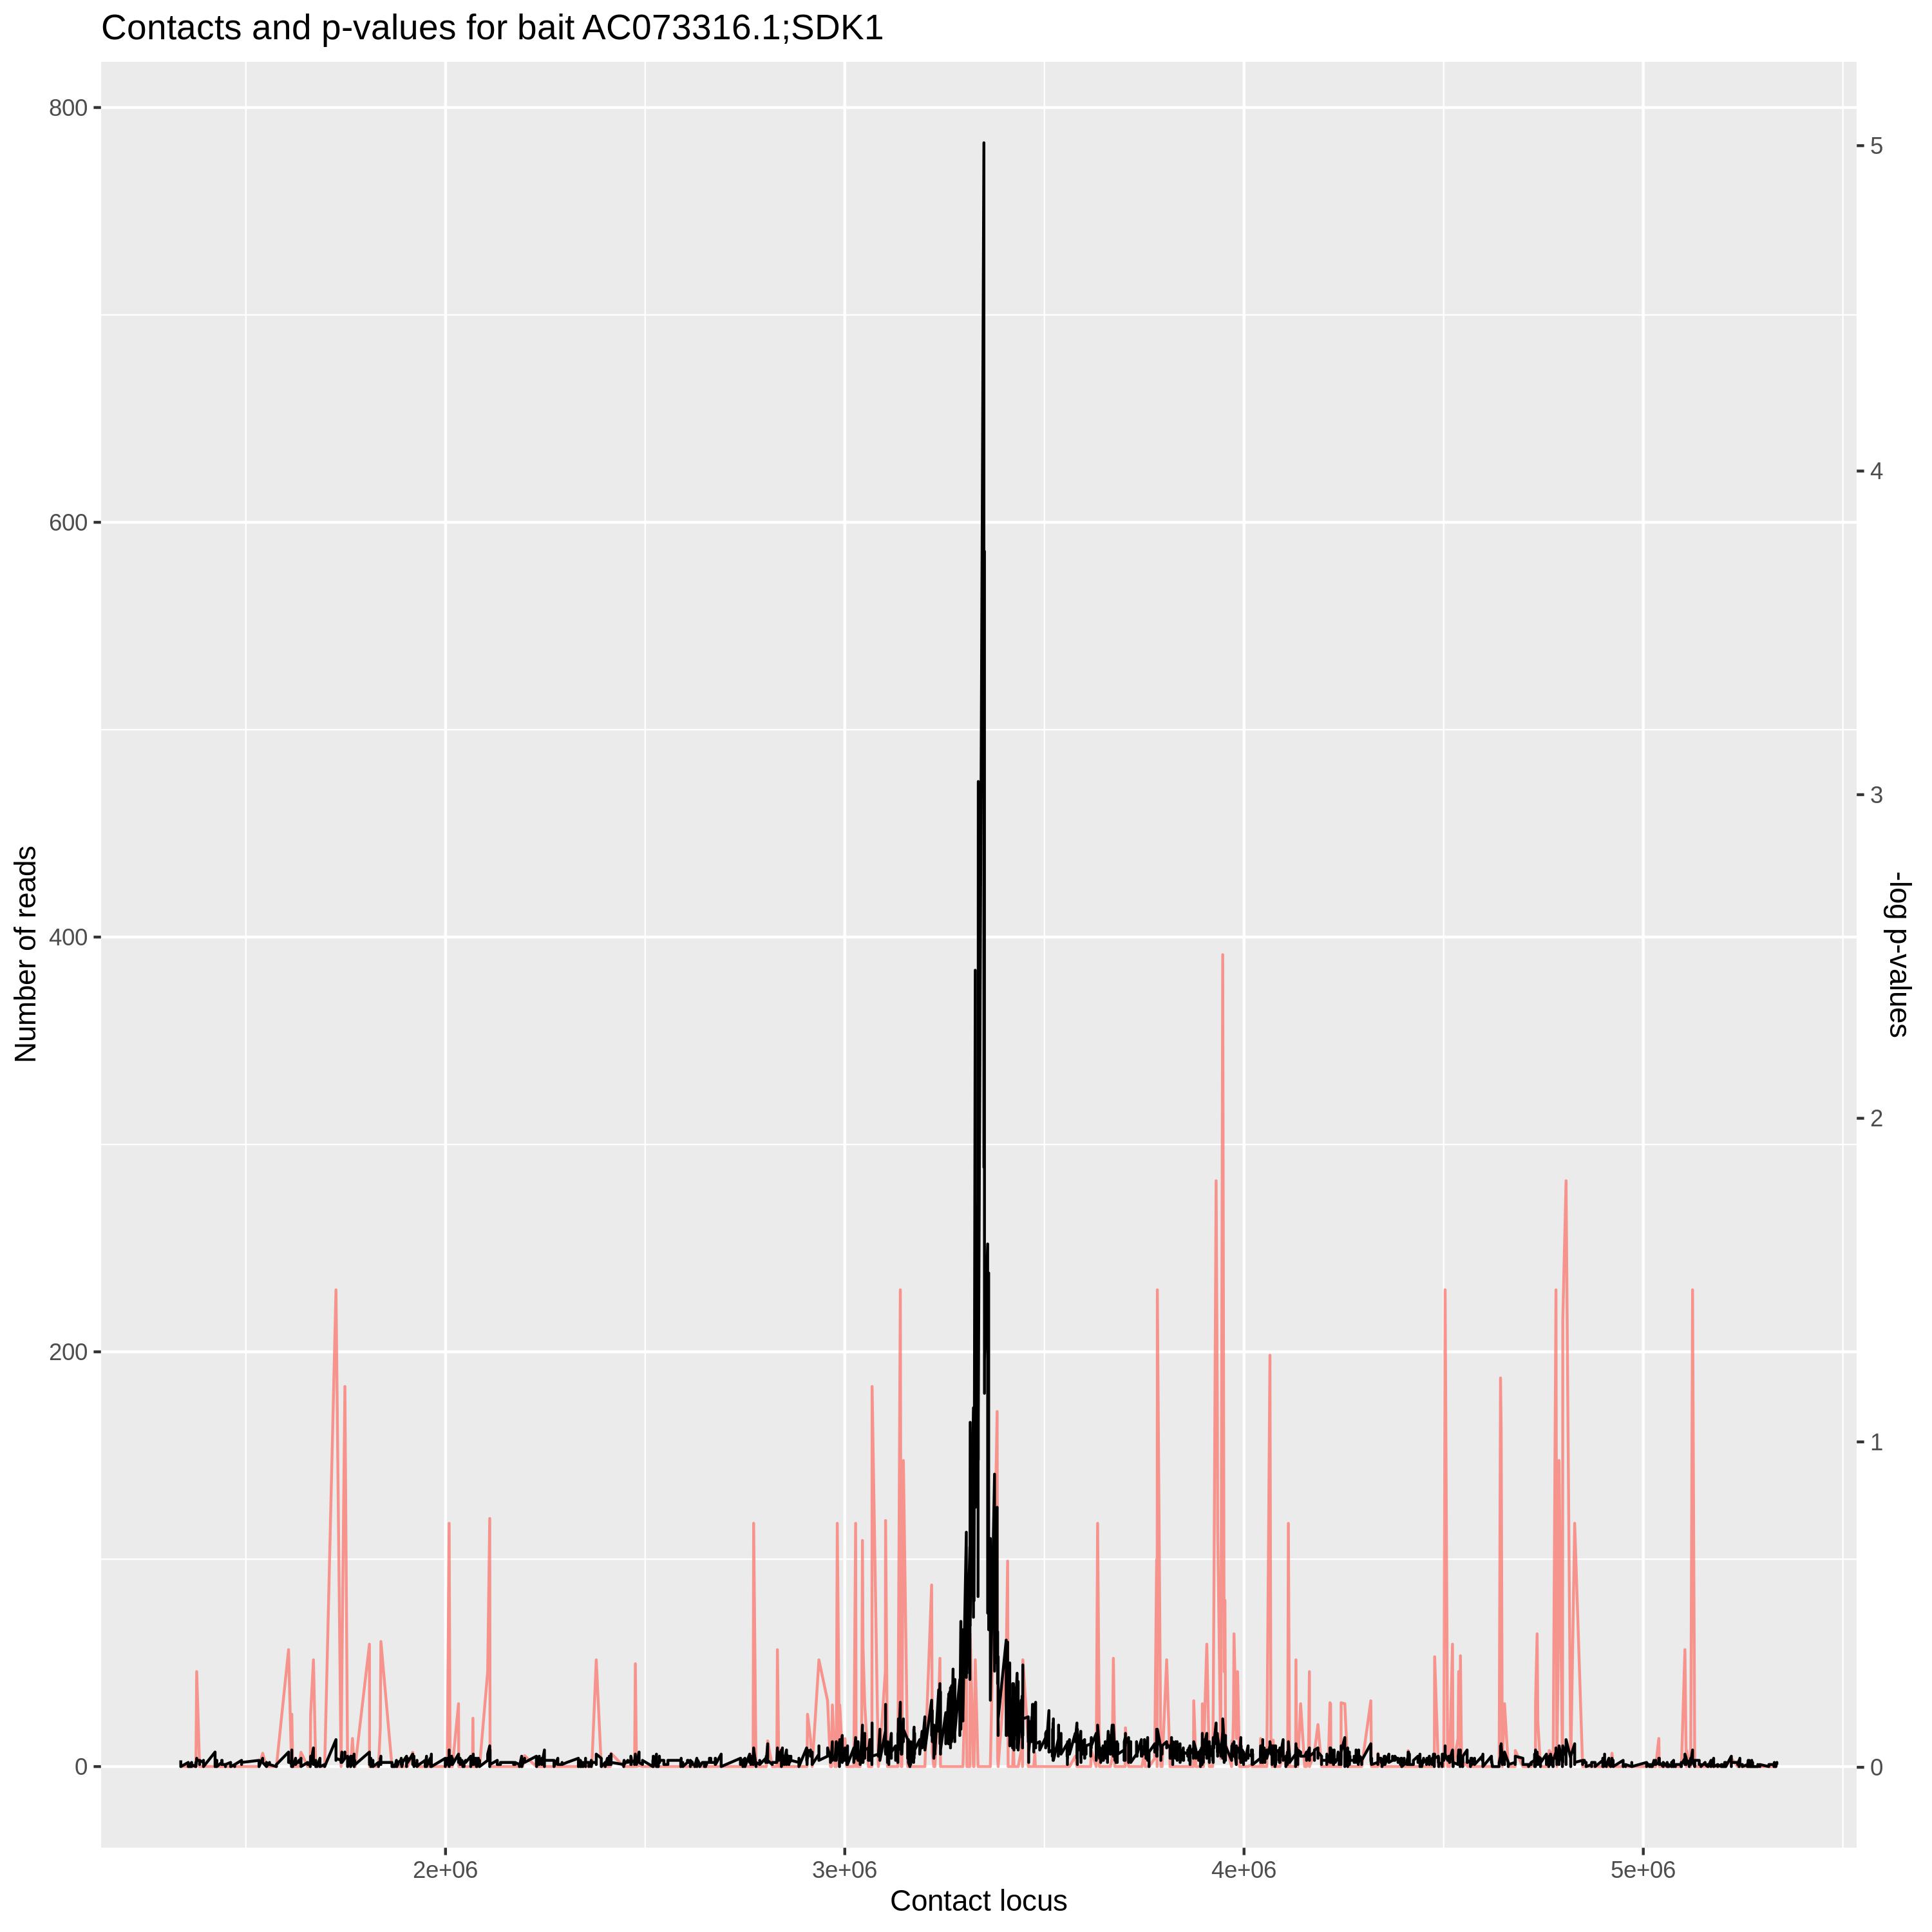 Contacts and p-values for bait AC073316.1;SDK1
800
600
400
200
0
Number of reads
5
4
3
2
1
0
-log p-values
2e+06
3e+06
4e+06
5e+06
Contact locus